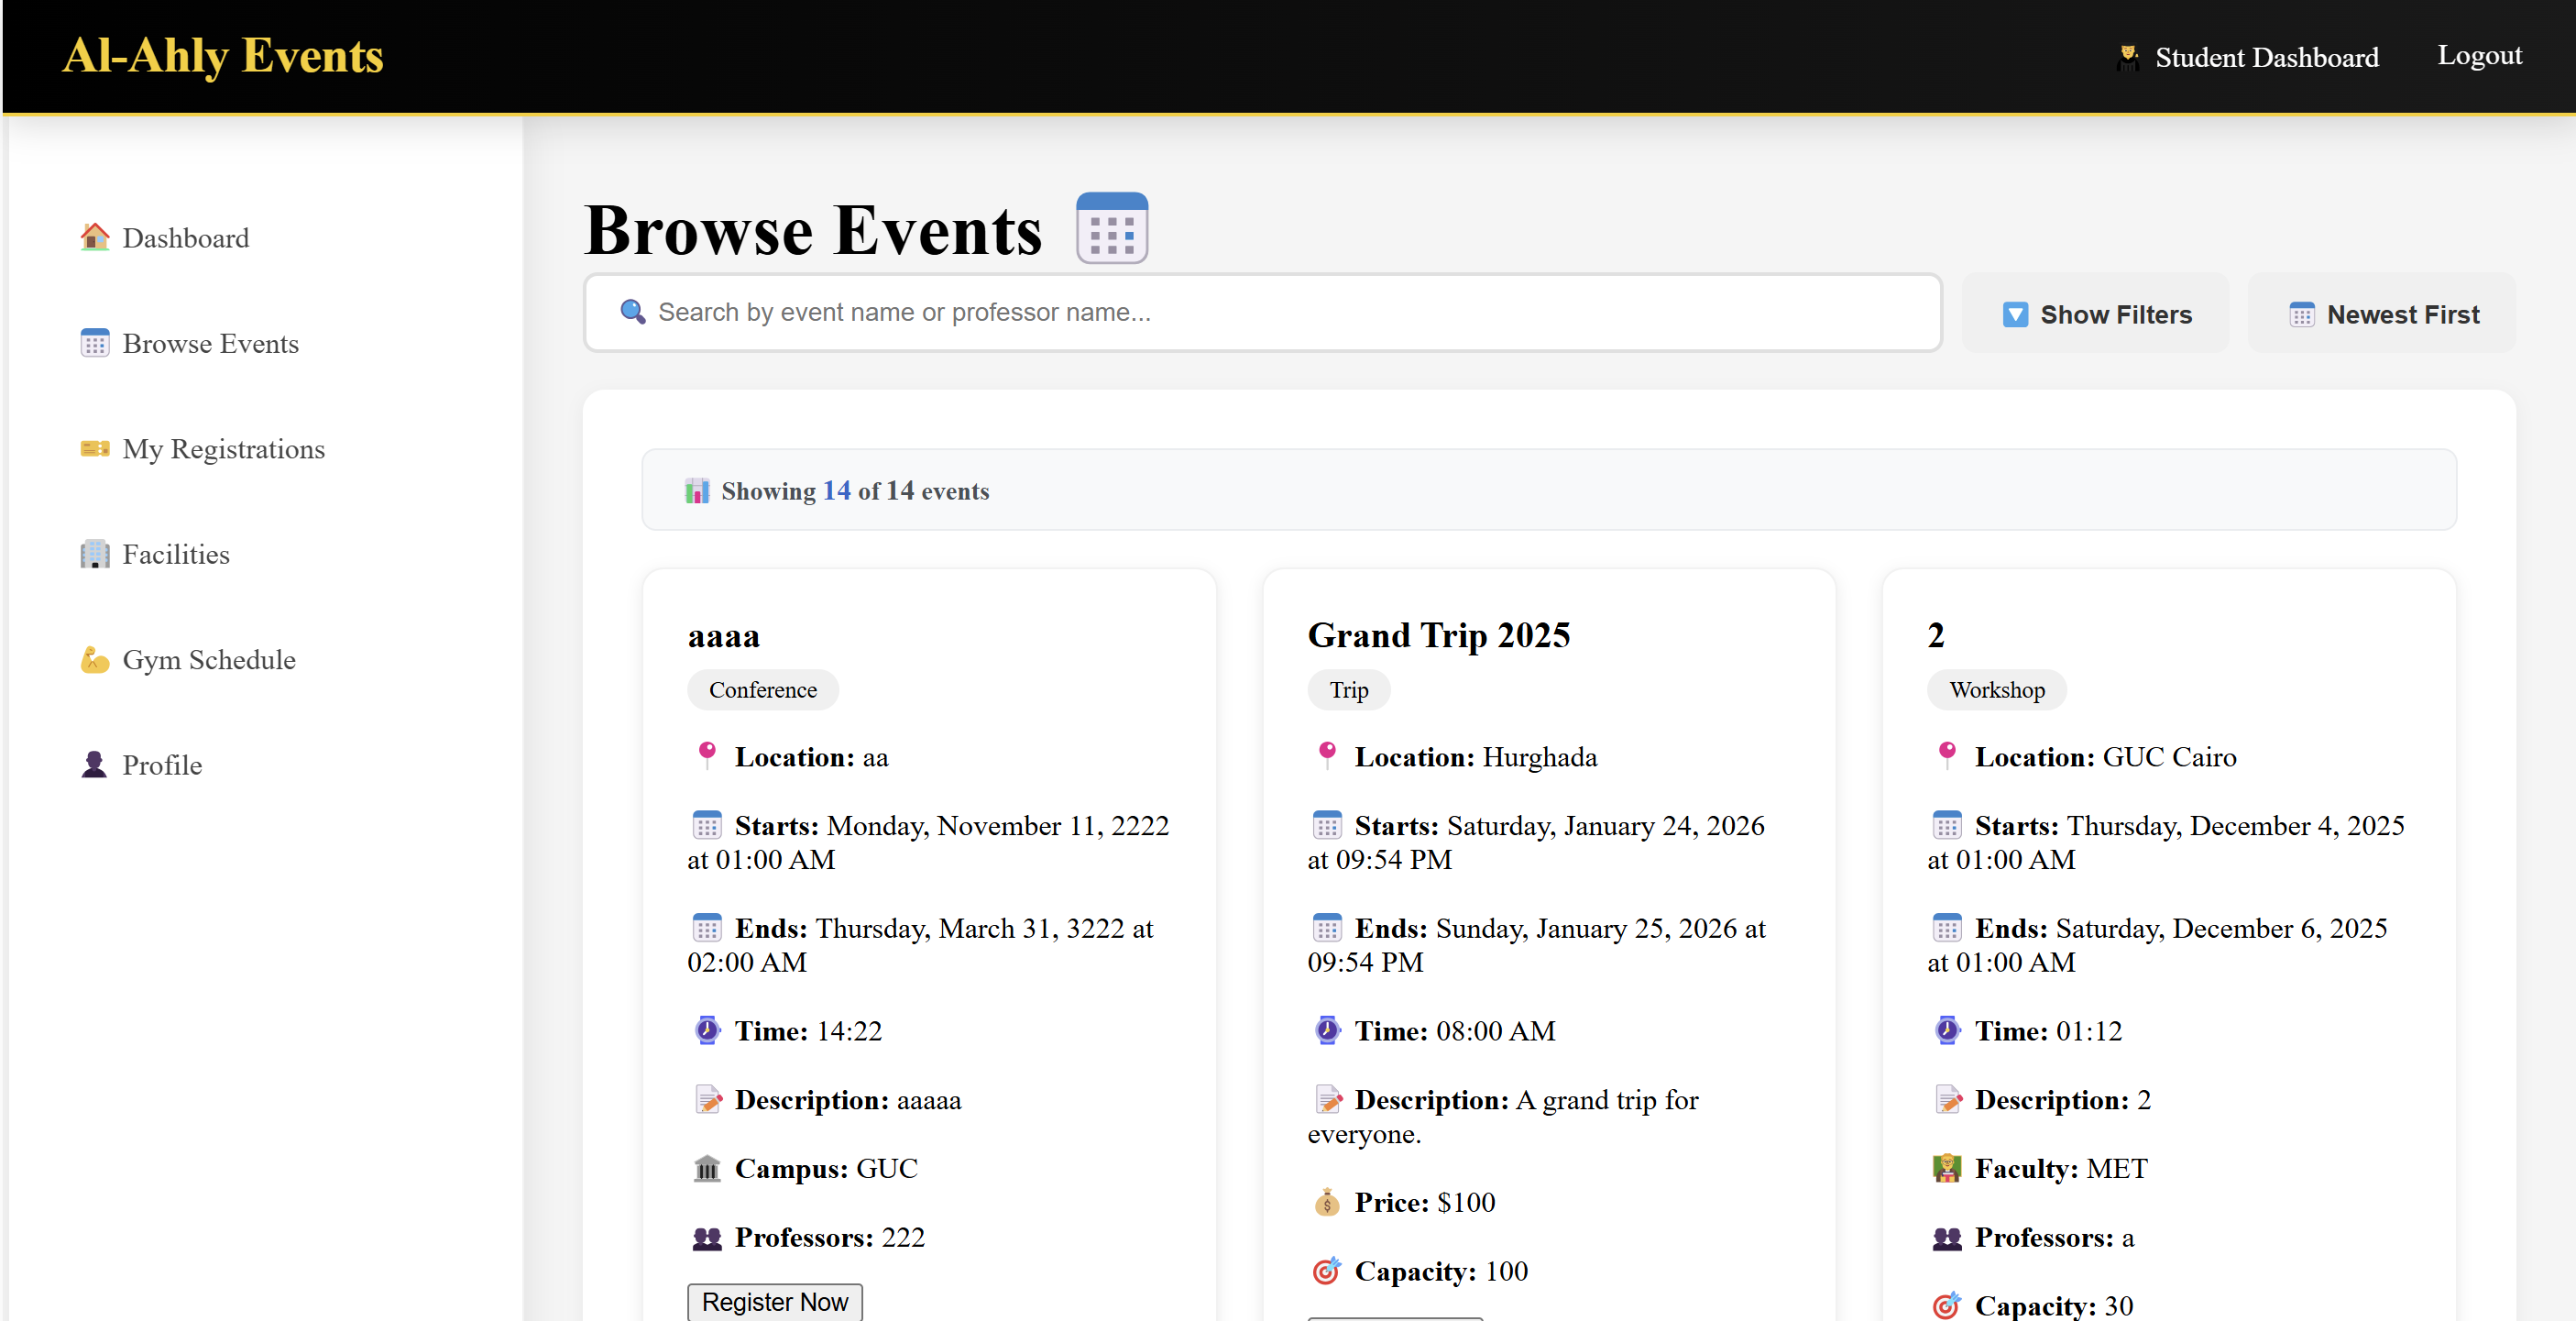 Al-Ahly Events
Student Dashboard
Logout
Dashboard
Browse Events
My Registrations
Facilities
Gym Schedule
Profile
Browse Events
Search by event name or professor name...
Show Filters
Newest First
Showing 14 of 14 events
aaaa
Conference
Location: aa
Starts: Monday, November 11, 2222
at 01:00 AM
Ends: Thursday, March 31, 3222 at
02:00 AM
Time: 14:22
Description: aaaaa
Campus: GUC
Professors: 222
Register Now
Grand Trip 2025
Trip
Location: Hurghada
Starts: Saturday, January 24, 2026
at 09:54 PM
Ends: Sunday, January 25, 2026 at
09:54 PM
Time: 08:00 AM
Description: A grand trip for
everyone.
Price: $100
Capacity: 100
2
Workshop
Location: GUC Cairo
Starts: Thursday, December 4, 2025
at 01:00 AM
Ends: Saturday, December 6, 2025
at 01:00 AM
Time: 01:12
Description: 2
Faculty: MET
Professors: a
Capacity: 30